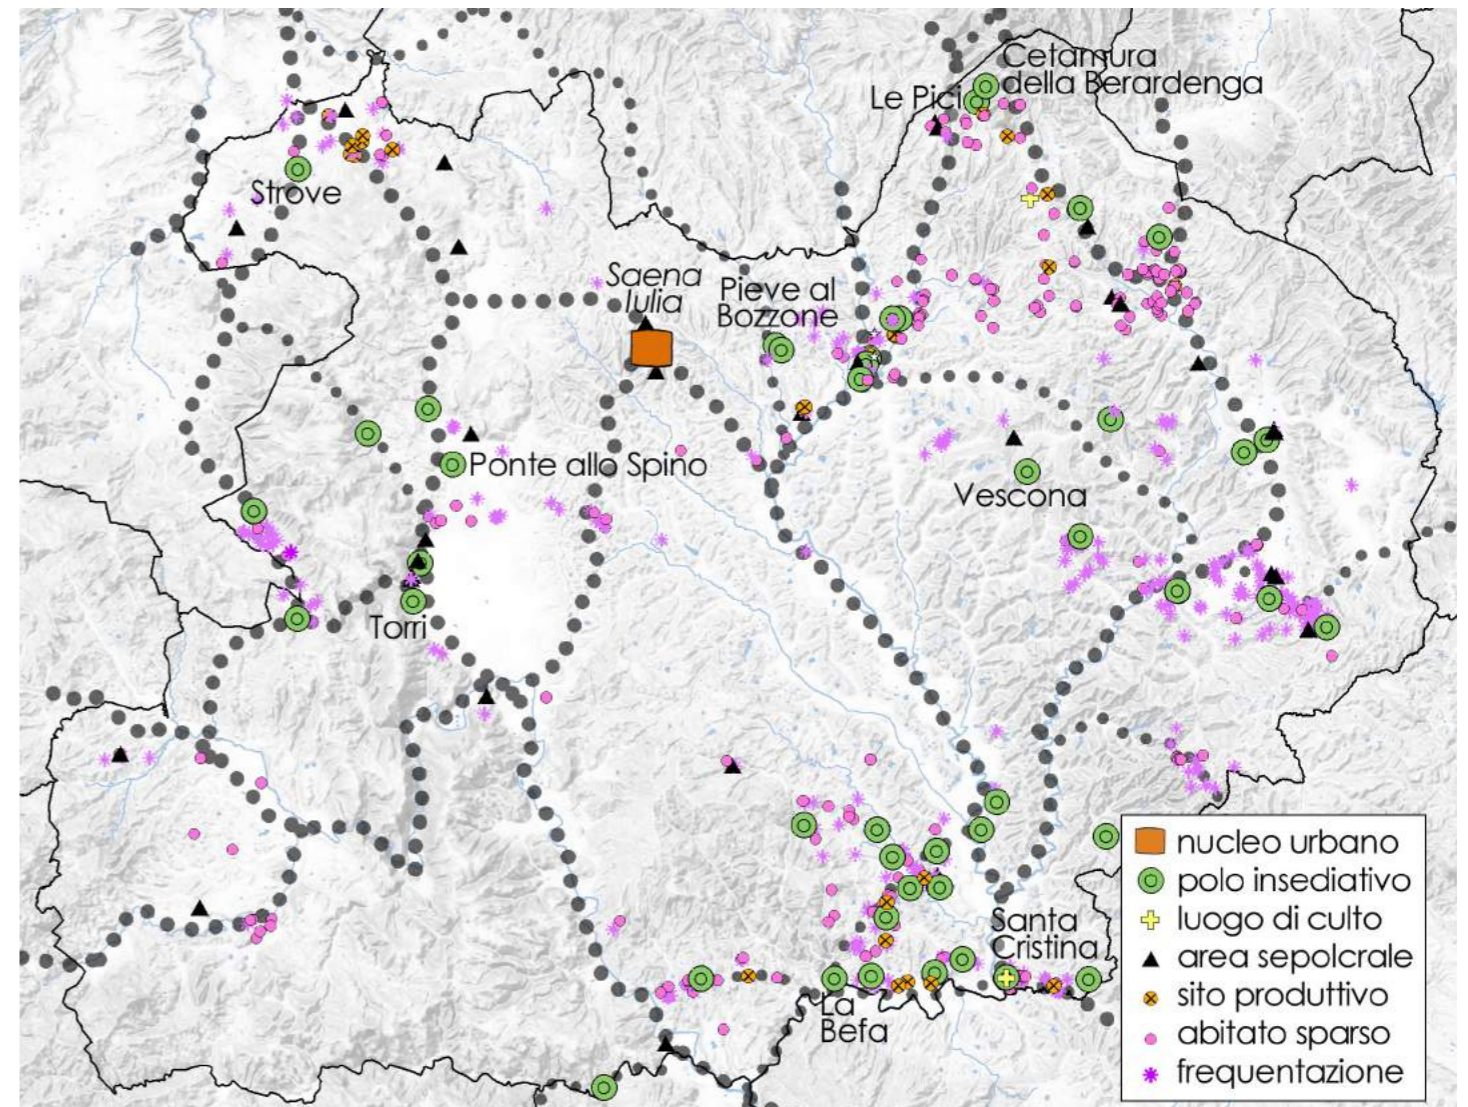 Cetamura
della Berardenga
Le Pici
Strove
Saena
Iulia
Pieve al
Bozzone
Ponte allo Spino
Vescona
Torri
Santa
Cristina
La
Befa
nucleo urbano
polo insediativo
luogo di culto
area sepolcrale
sito produttivo
abitato sparso
frequentazione